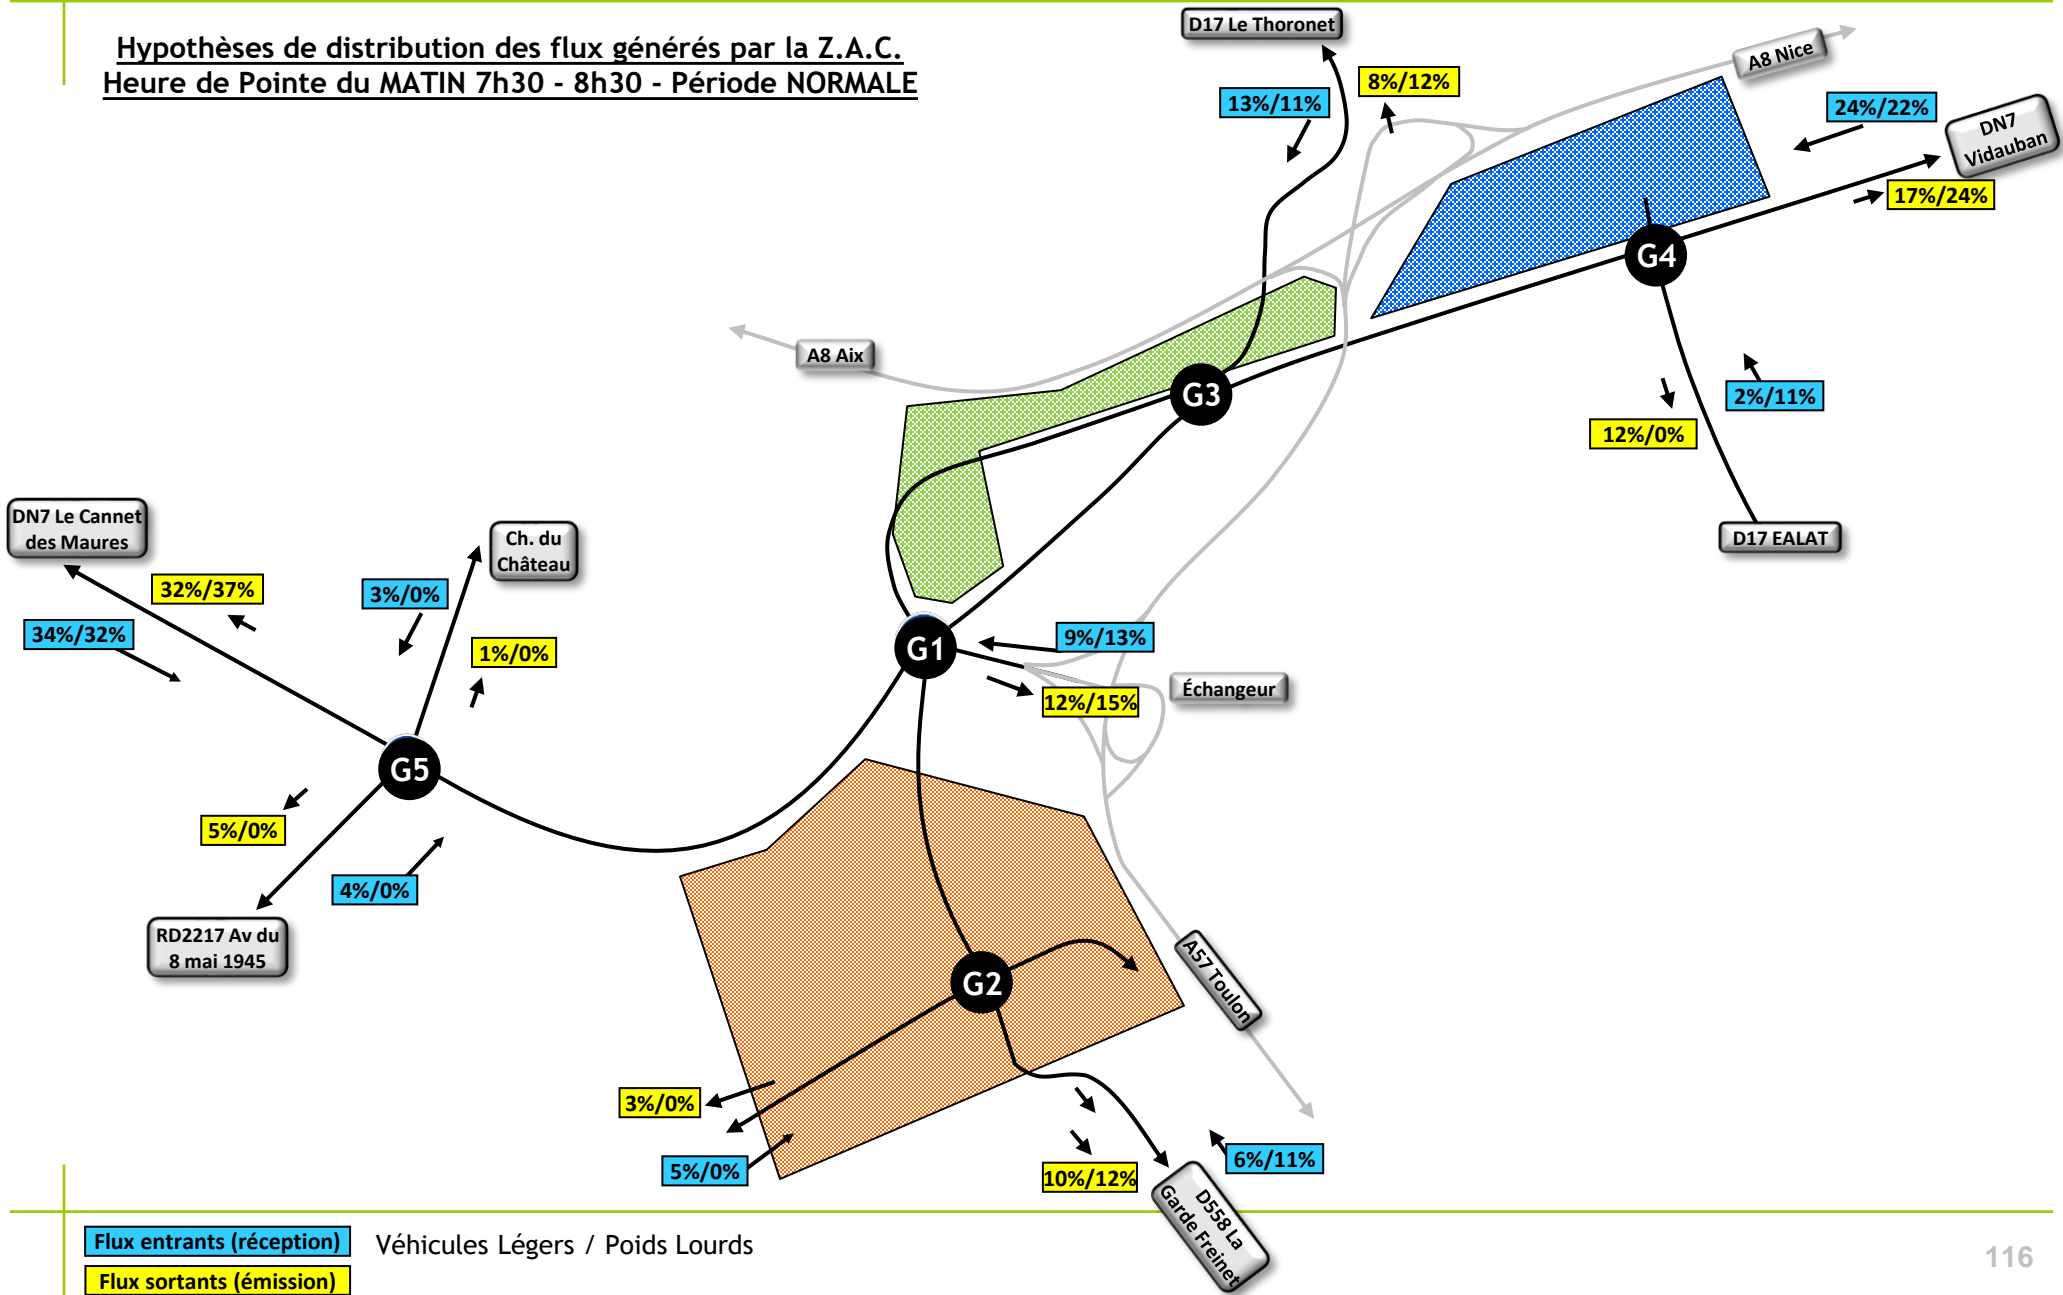 Hypothèses de distribution des flux générés par la Z.A.C.
Heure de Pointe du MATIN 7h30 - 8h30 - Période NORMALE
D17 Le Thoronet
13%/11%
8%/12%
A8 Nice
24%/22%
DN7
Vidauban
17%/24%
G4
A8 Aix
G3
2%/11%
12%/0%
D17 EALAT
DN7 Le Cannet
des Maures
Ch. du
Château
32%/37%
3%/0%
34%/32%
1%/0%
G1
9%/13%
12%/15%
Échangeur
G5
5%/0%
4%/0%
RD2217 Av du
8 mai 1945
A57 Toulon
G2
3%/0%
5%/0%
10%/12%
6%/11%
D558 La
Garde Freinet
Flux entrants (réception)
Véhicules Légers / Poids Lourds
Flux sortants (émission)
116